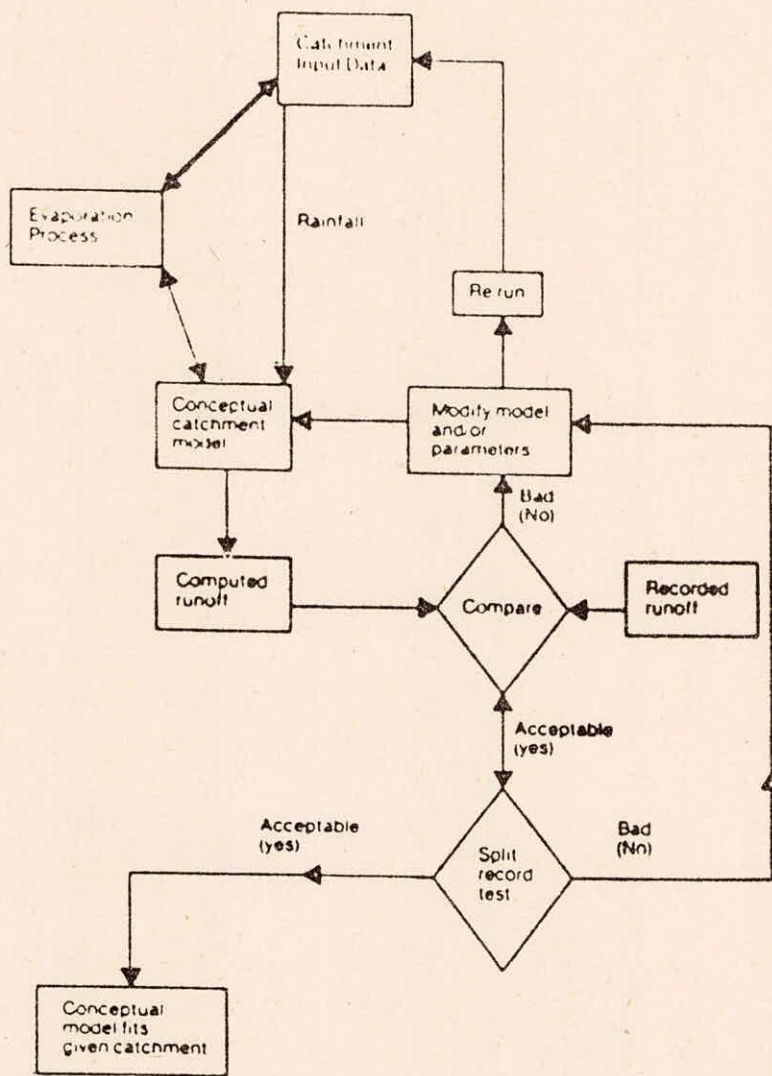 Catchment
Input Data
Evaporation
Process
Rainfall
Re run
Conceptual
catchment
model
Modify model
and/or
parameters
Bad
(No)
Computed
runoff
Compare
Recorded
runoff
Acceptable
(yes)
Acceptable
(yes)
Bad
(No)
Split
record
test
Conceptual
model fits
given catchment